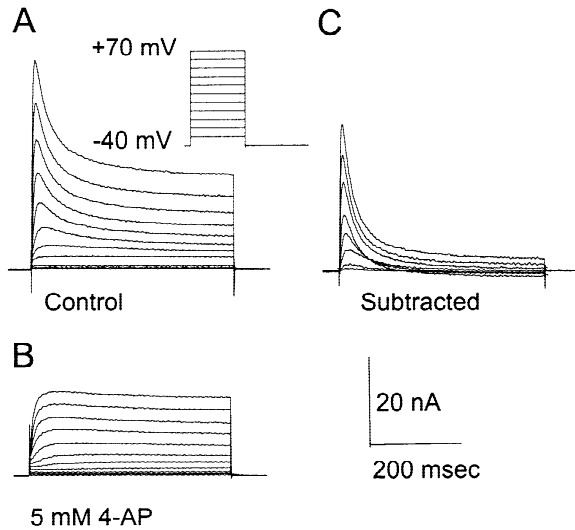 A
+70 mV
-40 mV
Control
C
Subtracted
B
5 mM 4-AP
20 nA
200 msec